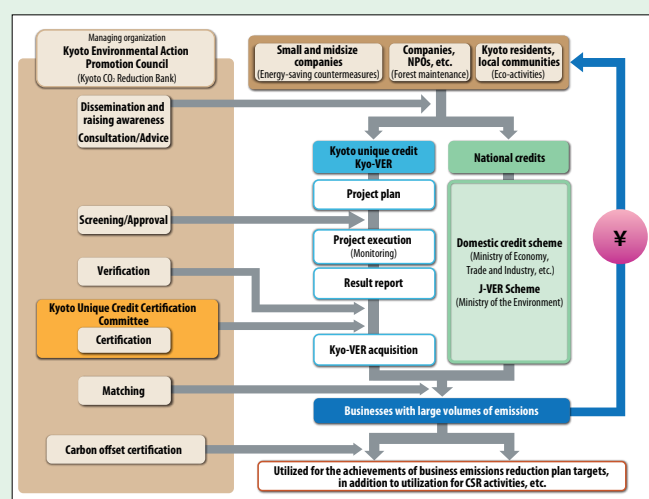 Managing organization
Kyoto Environmental Action
Promotion Council
(Kyoto CO₂ Reduction Bank)
Small and midsize
companies
(Energy-saving countermeasures)
Companies,
NPOs, etc.
(Forest maintenance)
Kyoto residents,
local communities
(Eco-activities)
Dissemination and
raising awareness
Consultation/Advice
Kyoto unique credit
Kyo-VER
National credits
Project plan
Screening/Approval
Project execution
(Monitoring)
Domestic credit scheme
(Ministry of Economy,
Trade and Industry, etc.)
J-VER Scheme
(Ministry of the Environment)
¥
Verification
Result report
Kyoto Unique Credit Certification
Committee
Certification
Kyo-VER acquisition
Matching
Businesses with large volumes of emissions
Carbon offset certification
Utilized for the achievements of business emissions reduction plan targets,
in addition to utilization for CSR activities, etc.